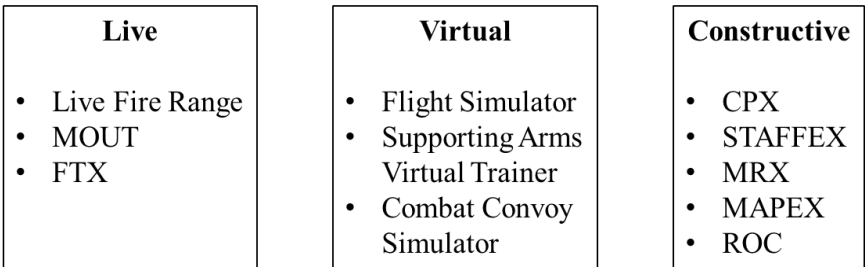 Live
• Live Fire Range
• MOUT
• FTX
Virtual
• Flight Simulator
• Supporting Arms
Virtual Trainer
• Combat Convoy
Simulator
Constructive
• CPX
• STAFFEX
• MRX
• MAPEX
• ROC